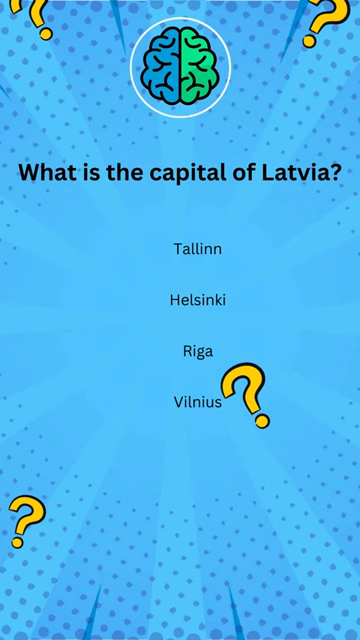 What is the capital of Latvia?
Tallinn
Helsinki
Riga
Vilnius